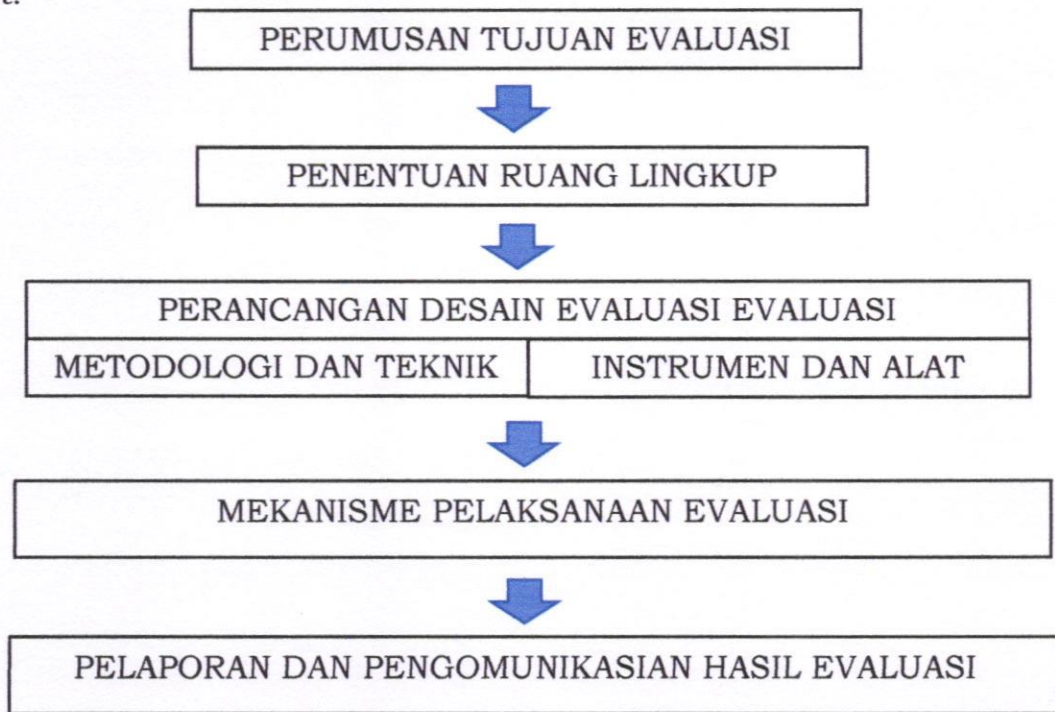 PERUMUSAN TUJUAN EVALUASI
PENENTUAN RUANG LINGKUP
PERANCANGAN DESAIN EVALUASI EVALUASI
METODOLOGI DAN TEKNIK
INSTRUMEN DAN ALAT
MEKANISME PELAKSANAAN EVALUASI
PELAPORAN DAN PENGOMUNIKASIAN HASIL EVALUASI